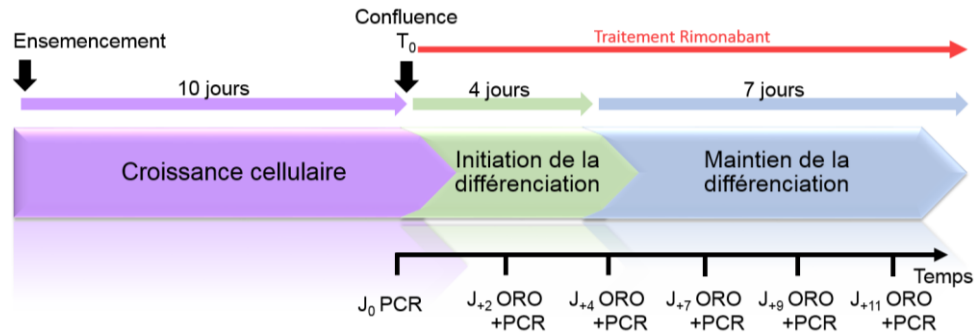 Ensemencement
Confluence
T₀
Traitement Rimonabant
10 jours
4 jours
7 jours
Croissance cellulaire
Initiation de la
différenciation
Maintien de la
différenciation
Temps
J₀ PCR
J₊₂ ORO
+PCR
J₊₄ ORO
+PCR
J₊₇ ORO
+PCR
J₊₉ ORO
+PCR
J₊₁₁ ORO
+PCR